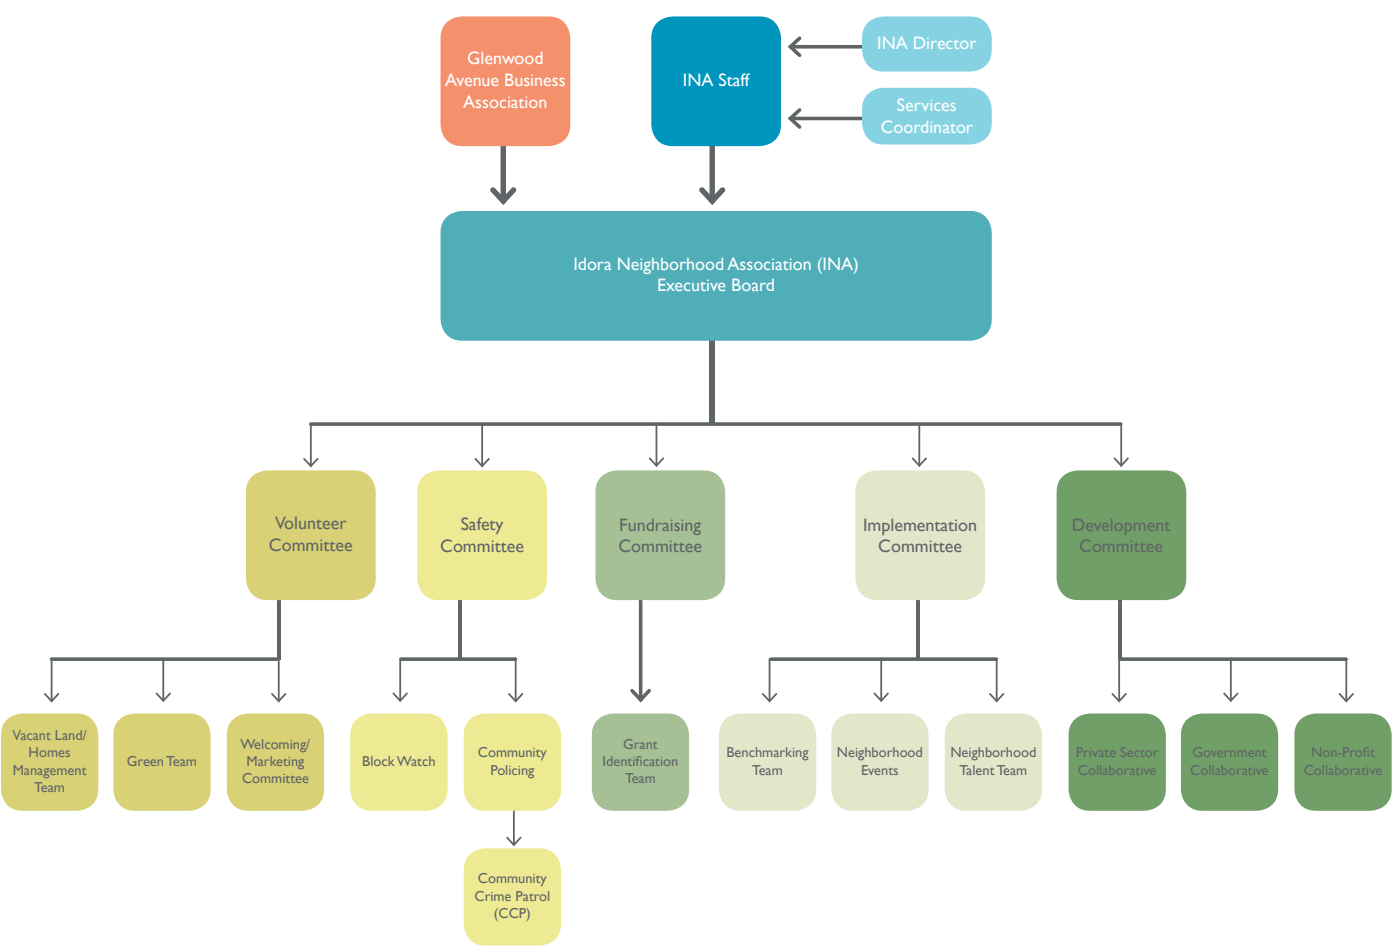 Glenwood
Avenue Business
Association
INA Staff
INA Director
Services
Coordinator
Idora Neighborhood Association (INA)
Executive Board
Volunteer
Committee
Safety
Committee
Fundraising
Committee
Implementation
Committee
Development
Committee
Vacant Land/
Homes
Management
Team
Green Team
Welcoming/
Marketing
Committee
Block Watch
Community
Policing
Grant
Identification
Team
Benchmarking
Team
Neighborhood
Events
Neighborhood
Talent Team
Private Sector
Collaborative
Government
Collaborative
Non-Profit
Collaborative
Community
Crime Patrol
(CCP)